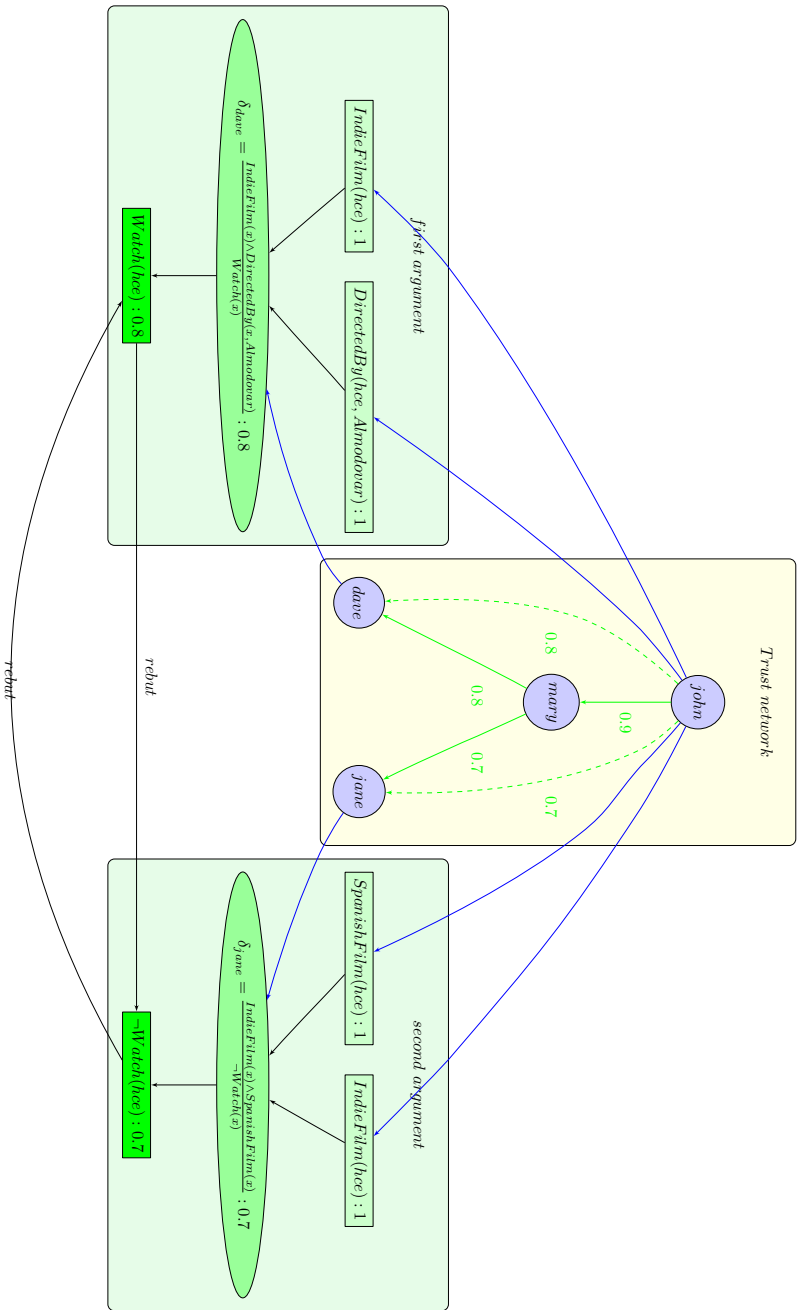 Trust network
john
0.9
mary
0.8
0.8
0.7
0.7
dave
jane
first argument
IndieFilm(hce) : 1
DirectedBy(hce, Almodovar) : 1
δ_dave = IndieFilm(x)∧DirectedBy(x,Almodovar) / Watch(x) : 0.8
Watch(hce) : 0.8
second argument
SpanishFilm(hce) : 1
IndieFilm(hce) : 1
δ_jane = IndieFilm(x)∧SpanishFilm(x) / ¬Watch(x) : 0.7
¬Watch(hce) : 0.7
rebut
rebut